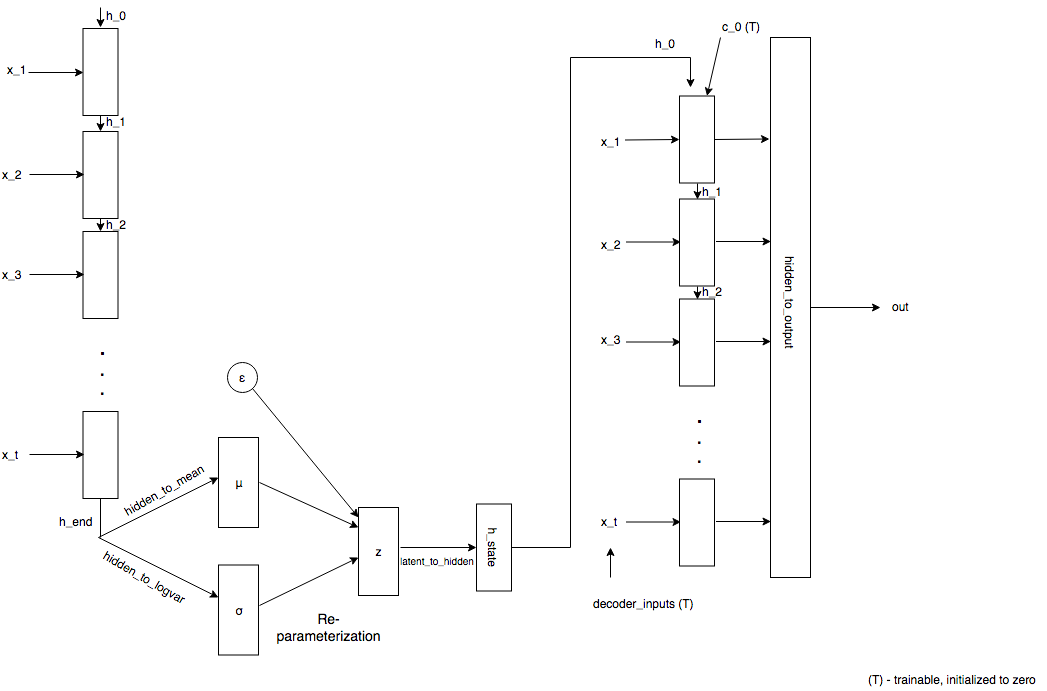 h_0
x_1
h_1
x_2
h_2
x_3
x_t
h_end
hidden_to_mean
hidden_to_logvar
ε
μ
σ
z
Re-
parameterization
latent_to_hidden
h_state
h_0
c_0 (T)
x_1
h_1
x_2
h_2
x_3
x_t
decoder_inputs (T)
hidden_to_output
out
(T) - trainable, initialized to zero